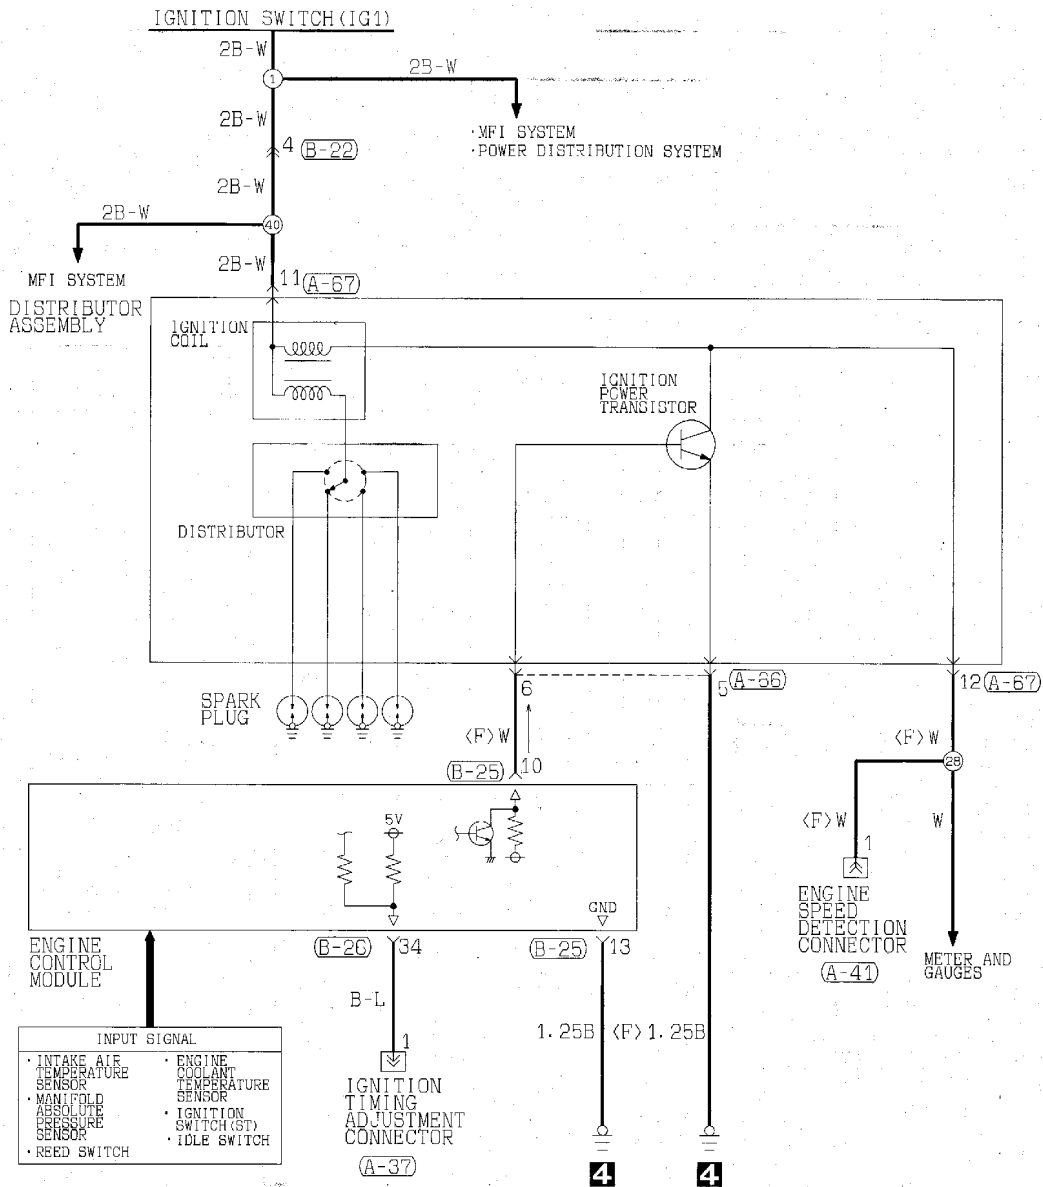 IGNITION SWITCH(IG1)
2B-W
1
2B-W
2B-W
4
B-22
·MFI SYSTEM
·POWER DISTRIBUTION SYSTEM
2B-W
2B-W
40
2B-W
11
A-67
MFI SYSTEM
DISTRIBUTOR
ASSEMBLY
IGNITION
COIL
IGNITION
POWER
TRANSISTOR
DISTRIBUTOR
SPARK
PLUG
6
5
A-66
12
A-67
<F>W
<F>W
28
B-25
10
<F>W
1
W
5V
GND
ENGINE
CONTROL
MODULE
B-26
34
B-25
13
ENGINE
SPEED
DETECTION
CONNECTOR
A-41
METER AND
GAUGES
B-L
1
1.25B
<F>1.25B
INPUT SIGNAL
·INTAKE AIR
TEMPERATURE
SENSOR
·MANIFOLD
ABSOLUTE
PRESSURE
SENSOR
·REED SWITCH
·ENGINE
COOLANT
TEMPERATURE
SENSOR
·IGNITION
SWITCH(ST)
·IDLE SWITCH
IGNITION
TIMING
ADJUSTMENT
CONNECTOR
A-37
4
4